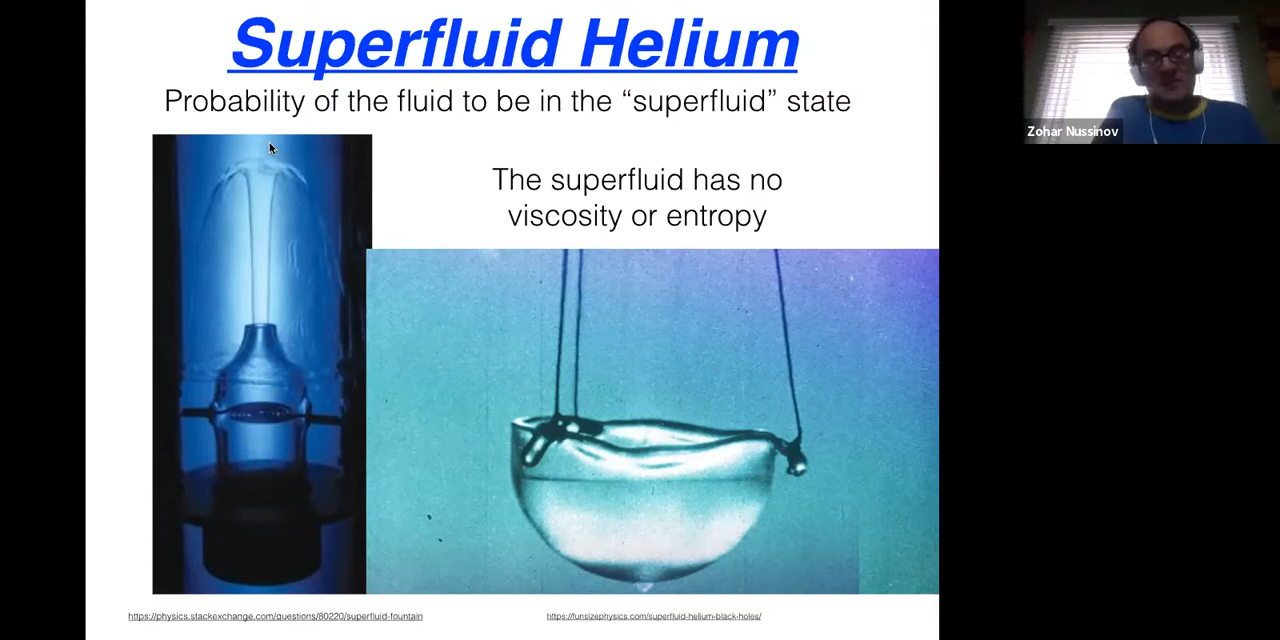 Superfluid Helium
Probability of the fluid to be in the “superfluid” state
The superfluid has no
viscosity or entropy
Zohar Nussinov
https://physics.stackexchange.com/questions/80220/superfluid-fountain
https://funsizephysics.com/superfluid-helium-black-holes/